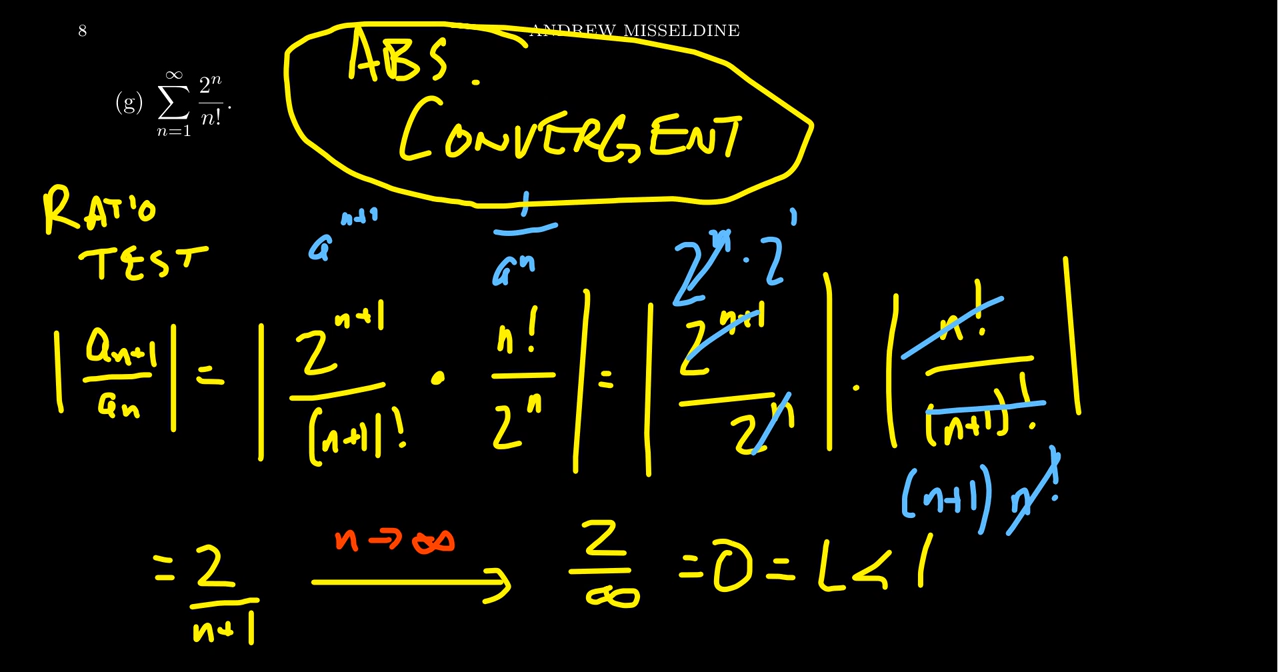 8 ANDREW MISSELDINE
(g) ∑_{n=1}^{∞} 2^n / n!.
ABS.
CONVERGENT
RATIO
TEST
a^{n+1} 1/a^n 2^n · 2^1
|a_{n+1} / a_n| = |2^{n+1} / (n+1)! · n! / 2^n| = |2^{n+1} / 2^n| · |n! / (n+1)!|
(n+1) n!
= 2 / (n+1) n → ∞ ⟶ 2 / ∞ = 0 = L < 1